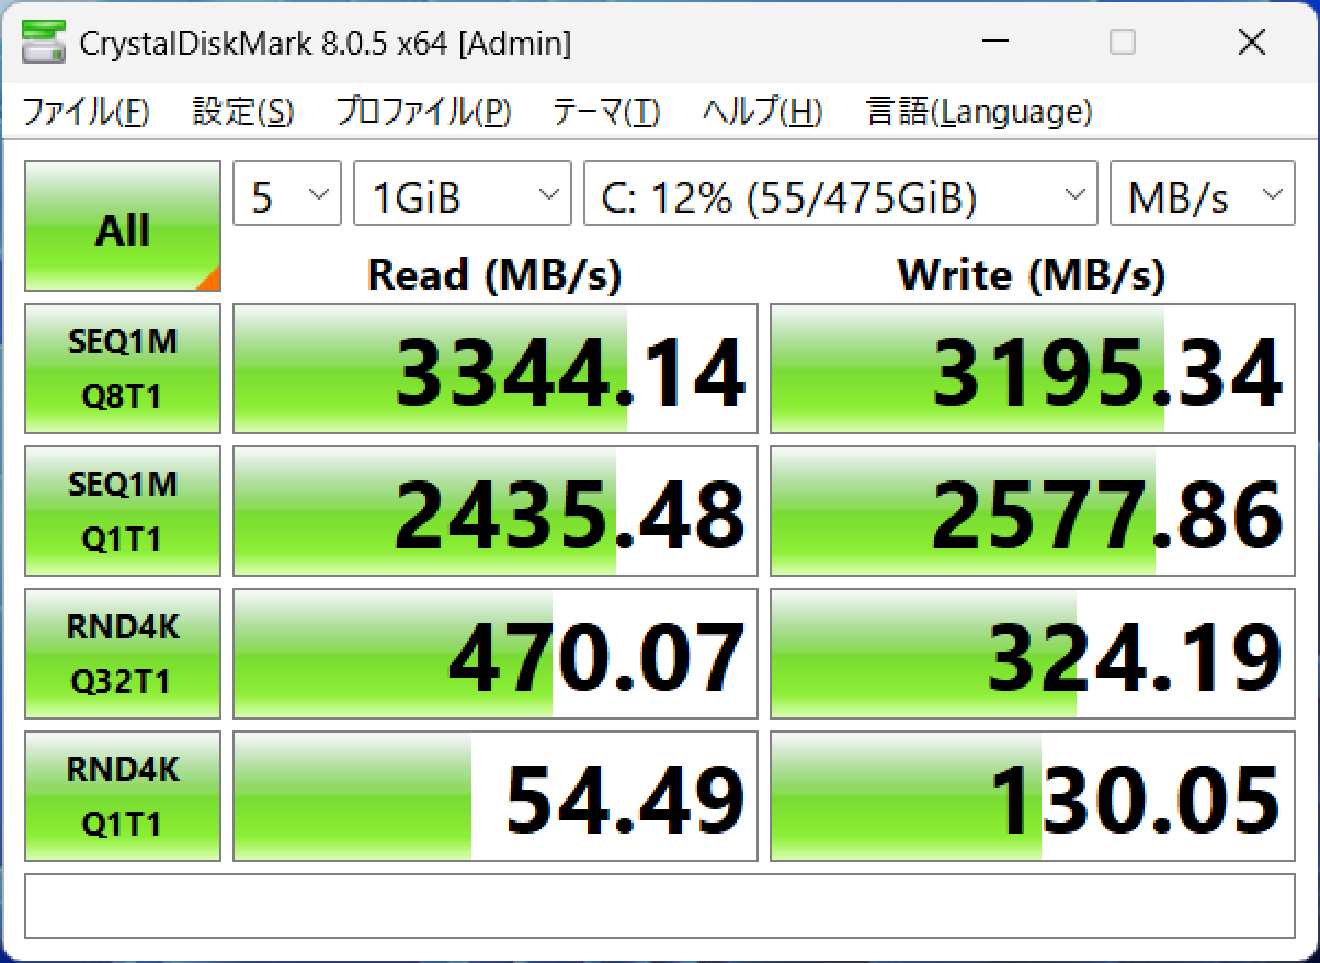 CrystalDiskMark 8.0.5 x64 [Admin]
ファイル(F) 設定(S) プロファイル(P) テーマ(T) ヘルプ(H) 言語(Language)
All 5 1GiB C: 12% (55/475GiB) MB/s
Read (MB/s) Write (MB/s)
SEQ1M
Q8T1
3344.14 3195.34
SEQ1M
Q1T1
2435.48 2577.86
RND4K
Q32T1
470.07 324.19
RND4K
Q1T1
54.49 130.05